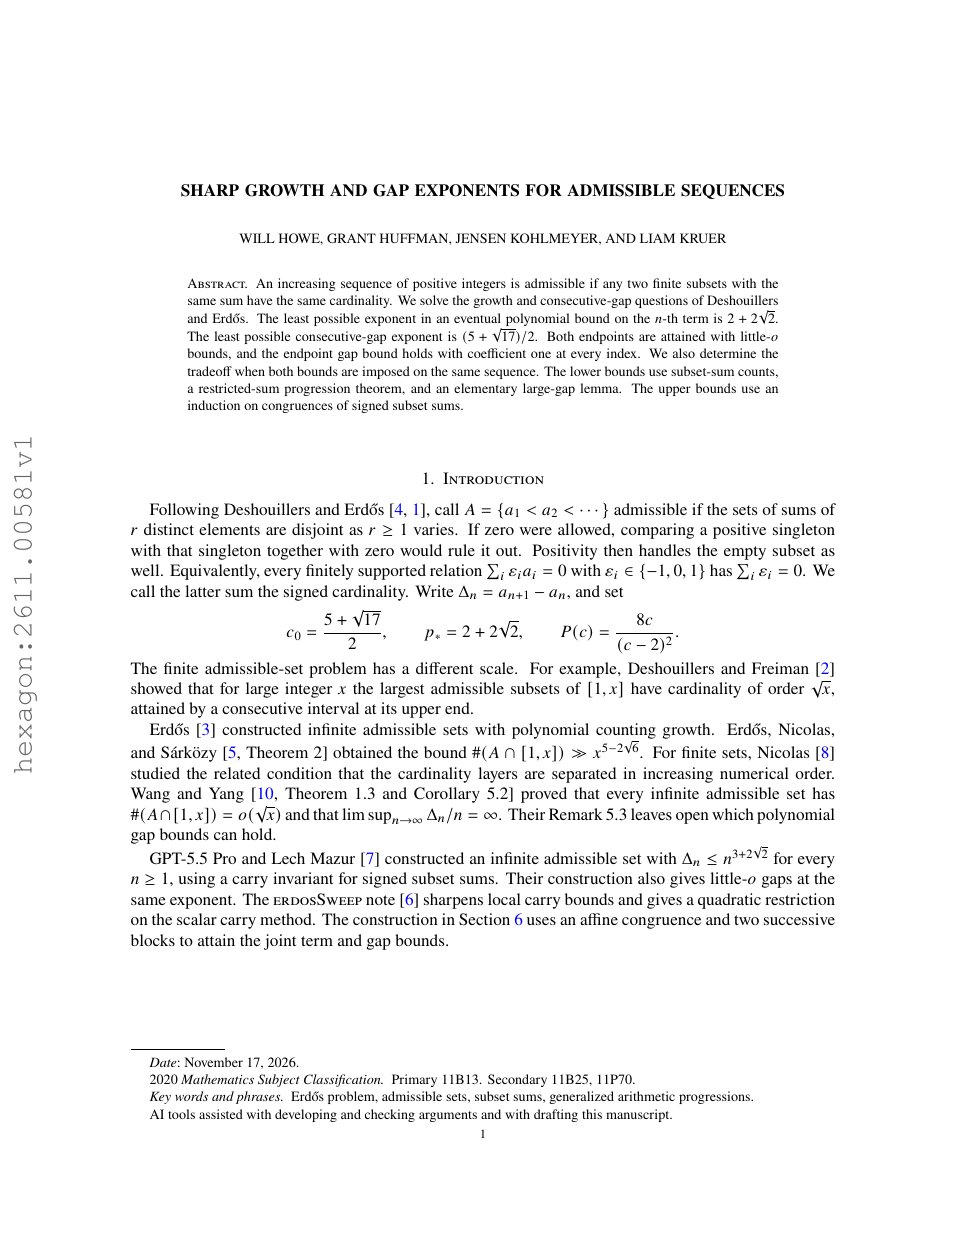 SHARP GROWTH AND GAP EXPONENTS FOR ADMISSIBLE SEQUENCES
WILL HOWE, GRANT HUFFMAN, JENSEN KOHLMEYER, AND LIAM KRUER
Abstract. An increasing sequence of positive integers is admissible if any two finite subsets with the
same sum have the same cardinality. We solve the growth and consecutive-gap questions of Deshouillers
and Erdős. The least possible exponent in an eventual polynomial bound on the n-th term is 2 + 2√2.
The least possible consecutive-gap exponent is (5 + √17)/2. Both endpoints are attained with little-o
bounds, and the endpoint gap bound holds with coefficient one at every index. We also determine the
tradeoff when both bounds are imposed on the same sequence. The lower bounds use subset-sum counts,
a restricted-sum progression theorem, and an elementary large-gap lemma. The upper bounds use an
induction on congruences of signed subset sums.
1. Introduction
Following Deshouillers and Erdős [4, 1], call A = {a₁ < a₂ < ···} admissible if the sets of sums of
r distinct elements are disjoint as r ≥ 1 varies. If zero were allowed, comparing a positive singleton
with that singleton together with zero would rule it out. Positivity then handles the empty subset as
well. Equivalently, every finitely supported relation ∑ᵢ εᵢaᵢ = 0 with εᵢ ∈ {−1, 0, 1} has ∑ᵢ εᵢ = 0. We
call the latter sum the signed cardinality. Write Δₙ = aₙ₊₁ − aₙ, and set
c₀ = (5 + √17)/2, p∗ = 2 + 2√2, P(c) = 8c/(c − 2)².
The finite admissible-set problem has a different scale. For example, Deshouillers and Freiman [2]
showed that for large integer x the largest admissible subsets of [1, x] have cardinality of order √x,
attained by a consecutive interval at its upper end.
Erdős [3] constructed infinite admissible sets with polynomial counting growth. Erdős, Nicolas,
and Sárközy [5, Theorem 2] obtained the bound #(A ∩ [1, x]) ≫ x^{5−2√6}. For finite sets, Nicolas [8]
studied the related condition that the cardinality layers are separated in increasing numerical order.
Wang and Yang [10, Theorem 1.3 and Corollary 5.2] proved that every infinite admissible set has
#(A∩[1, x]) = o(√x) and that lim supₙ→∞ Δₙ/n = ∞. Their Remark 5.3 leaves open which polynomial
gap bounds can hold.
GPT-5.5 Pro and Lech Mazur [7] constructed an infinite admissible set with Δₙ ≤ n^{3+2√2} for every
n ≥ 1, using a carry invariant for signed subset sums. Their construction also gives little-o gaps at the
same exponent. The erdosSweep note [6] sharpens local carry bounds and gives a quadratic restriction
on the scalar carry method. The construction in Section 6 uses an affine congruence and two successive
blocks to attain the joint term and gap bounds.
Date: November 17, 2026.
2020 Mathematics Subject Classification. Primary 11B13. Secondary 11B25, 11P70.
Key words and phrases. Erdős problem, admissible sets, subset sums, generalized arithmetic progressions.
AI tools assisted with developing and checking arguments and with drafting this manuscript.
1
hexagon:2611.00581v1